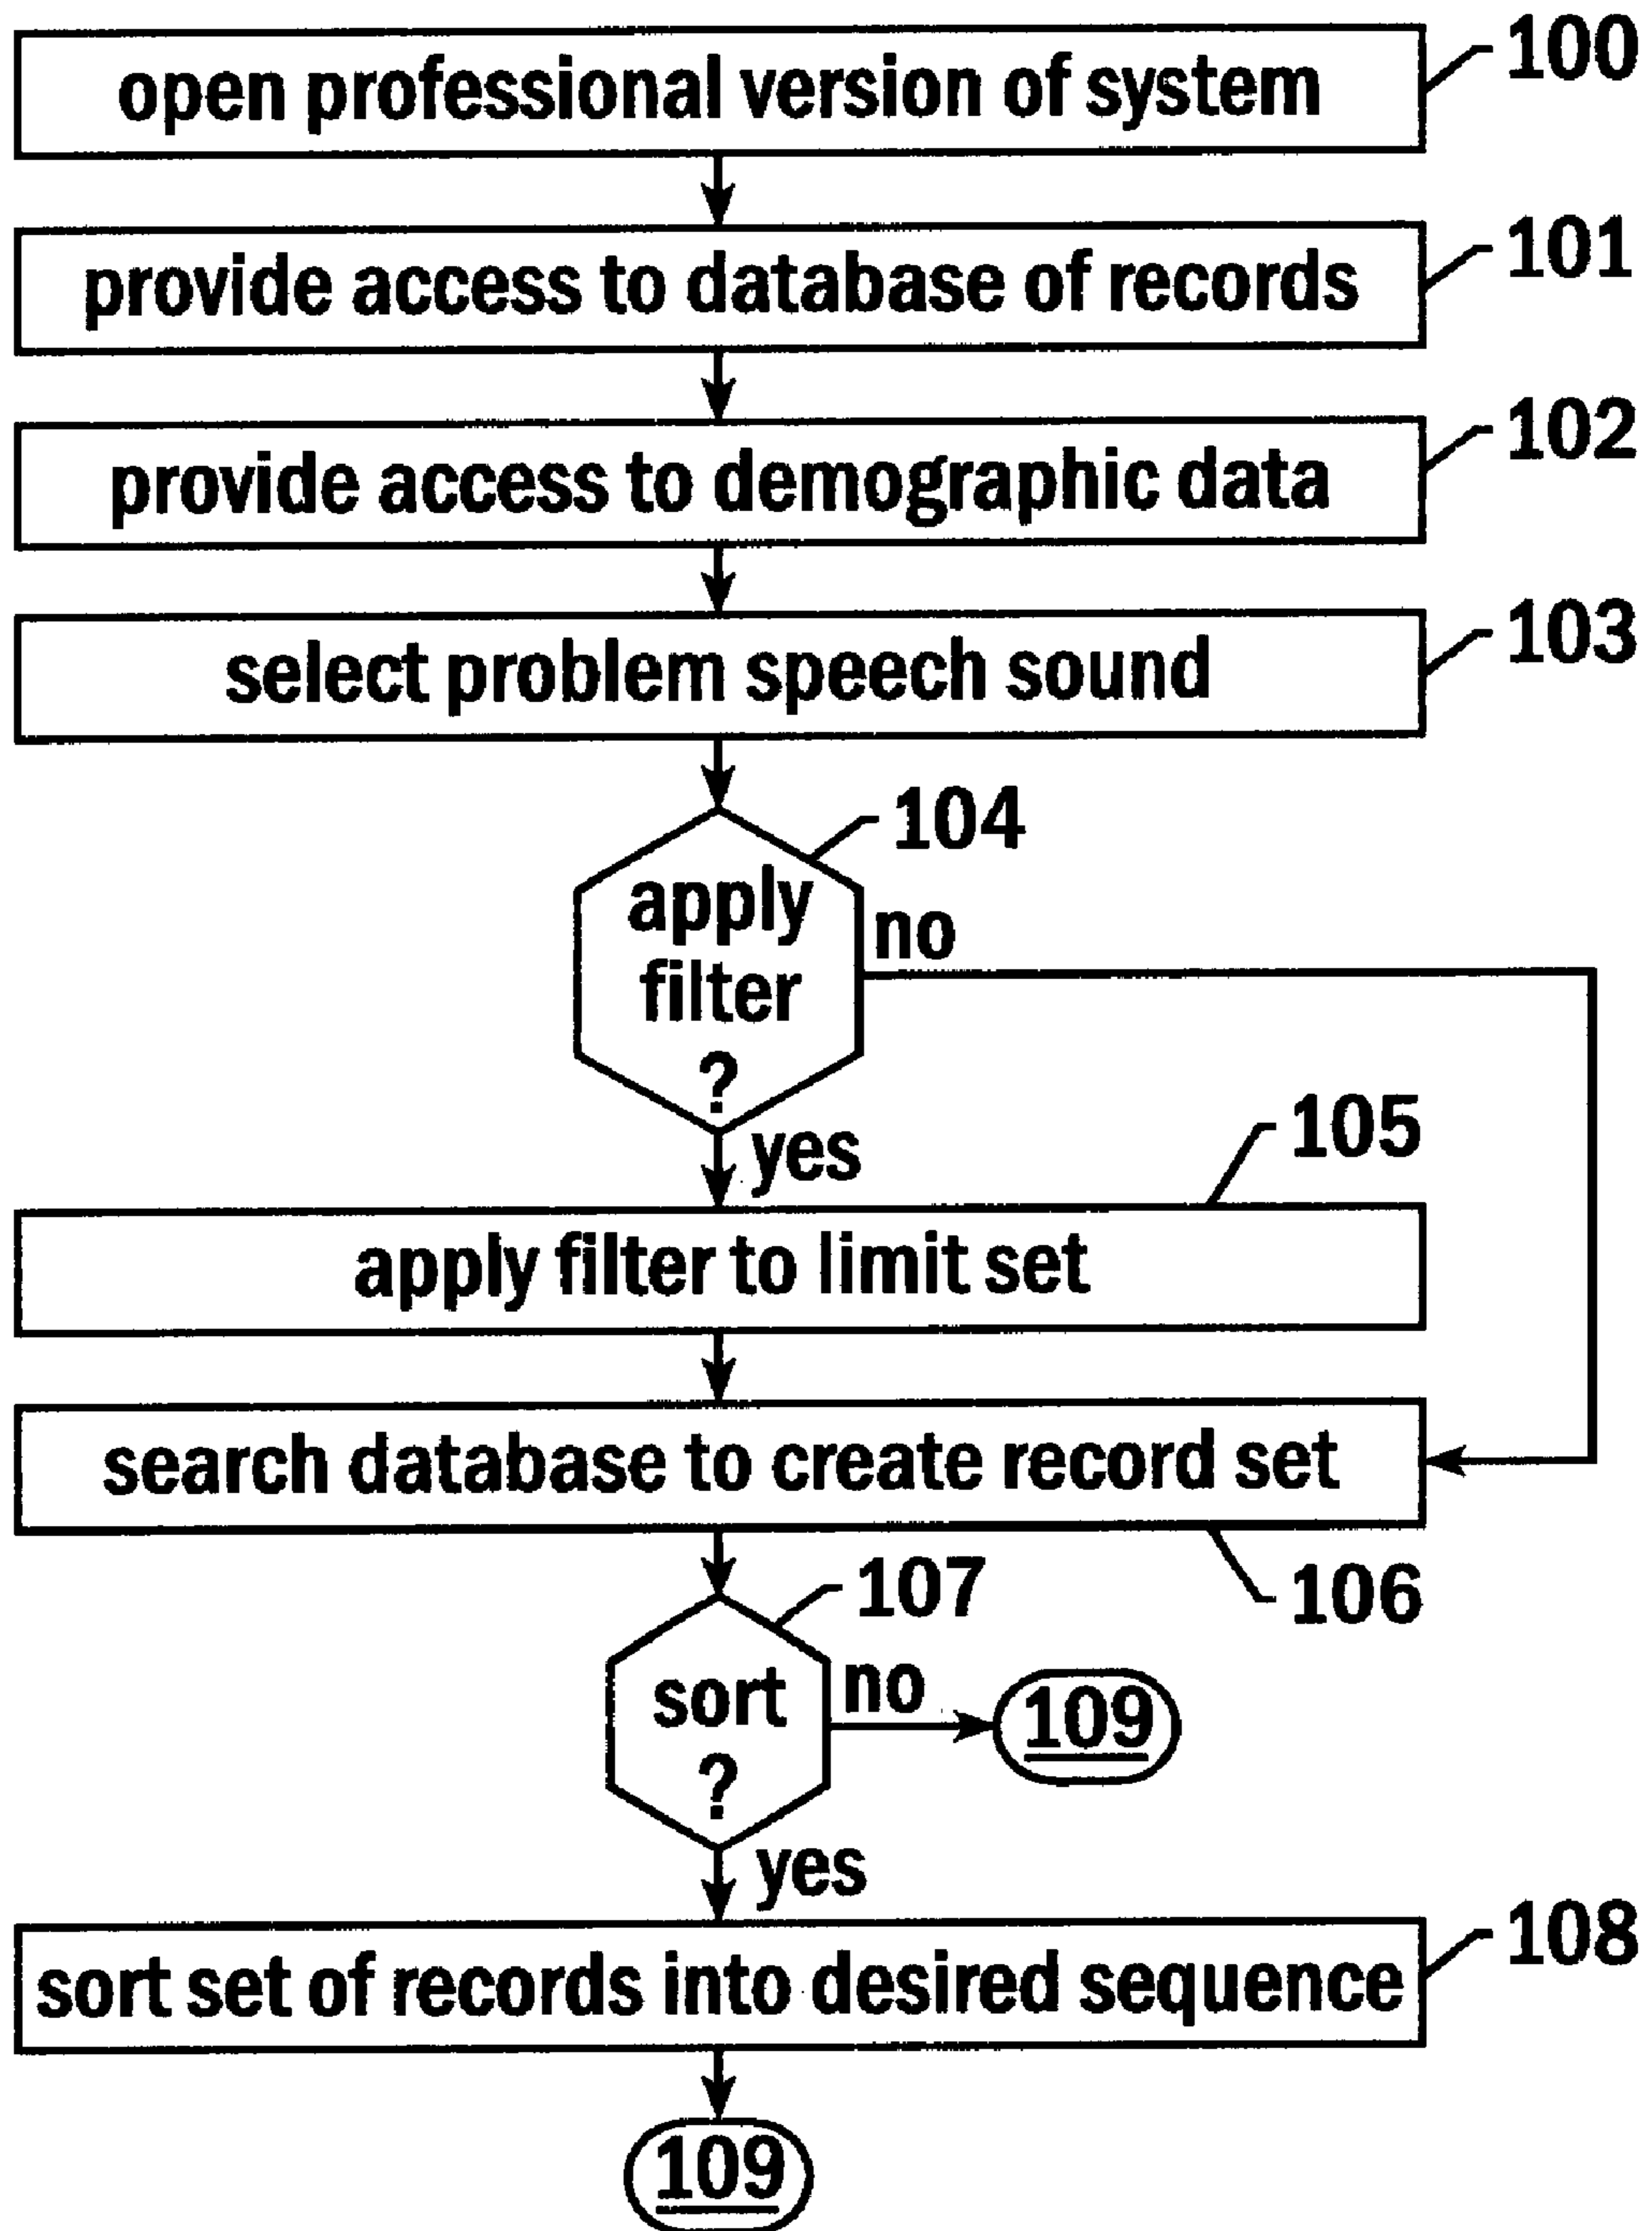 open professional version of system
100
provide access to database of records
101
provide access to demographic data
102
select problem speech sound
103
104
apply
filter
?
no
yes
105
apply filter to limit set
search database to create record set
106
107
sort
?
no
109
yes
108
sort set of records into desired sequence
109